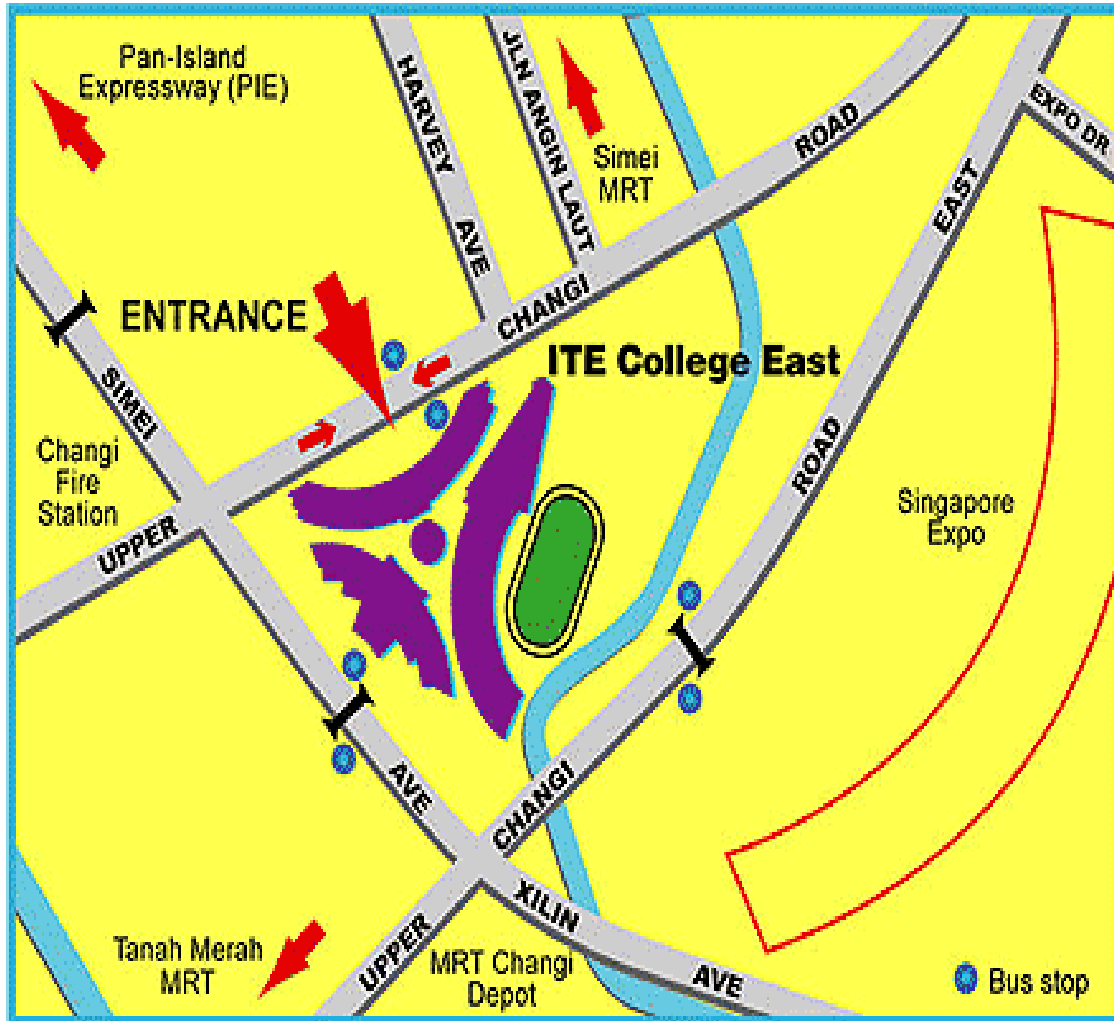 Pan-Island
Expressway (PIE)
HARVEY AVE
JLN ANGIN LAUT
Simei
MRT
ROAD
EXPO DR
EAST
ENTRANCE
CHANGI
ITE College East
SIMEI
Changi
Fire
Station
UPPER
ROAD
Singapore
Expo
AVE
CHANGI
XILIN
UPPER
Tanah Merah
MRT
MRT Changi
Depot
AVE
Bus stop